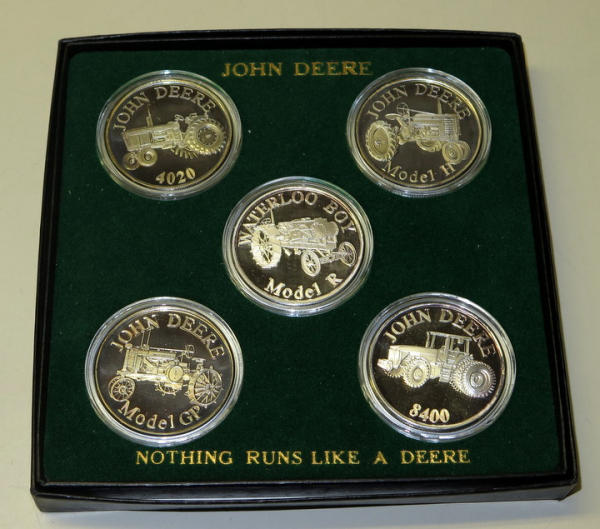 JOHN DEERE
JOHN DEERE
4020
JOHN DEERE
Model H
WATERLOO BOY
Model R
JOHN DEERE
Model GP
JOHN DEERE
8400
NOTHING RUNS LIKE A DEERE